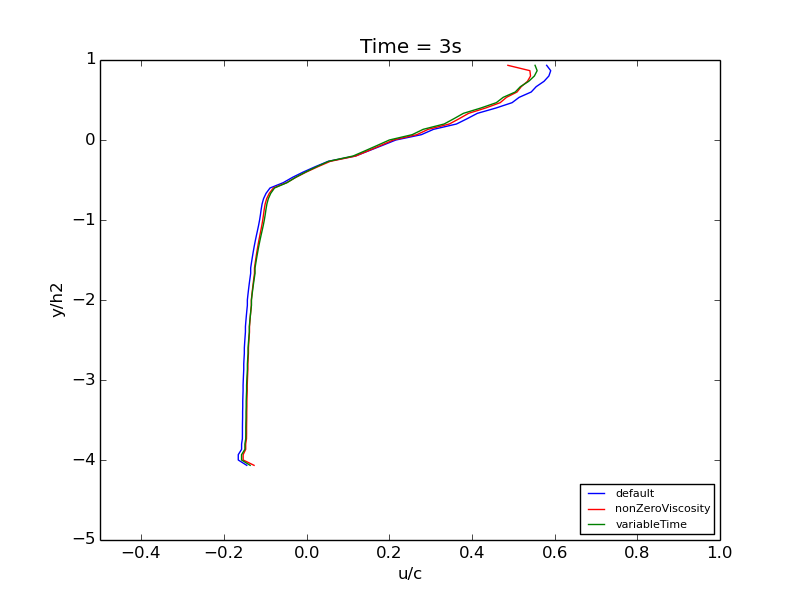 Time = 3s
1
0
−1
−2
−3
−4
−5
y/h2
−0.4
−0.2
0.0
0.2
0.4
0.6
0.8
1.0
u/c
default
nonZeroViscosity
variableTime